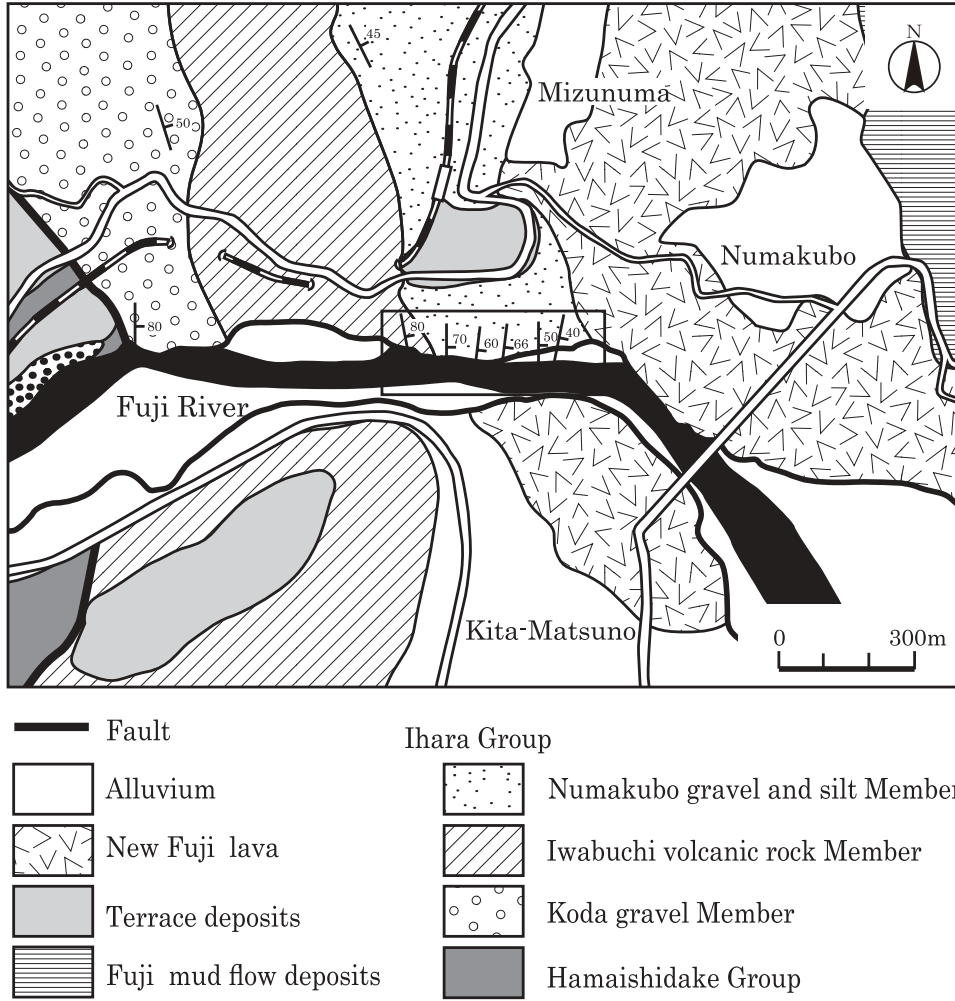 N
45
Mizunuma
50
Numakubo
80
80
70
60
66
50
40
Fuji River
Kita-Matsuno
0 300m
Fault
Ihara Group
Alluvium
Numakubo gravel and silt Member
New Fuji lava
Iwabuchi volcanic rock Member
Terrace deposits
Koda gravel Member
Fuji mud flow deposits
Hamaishidake Group